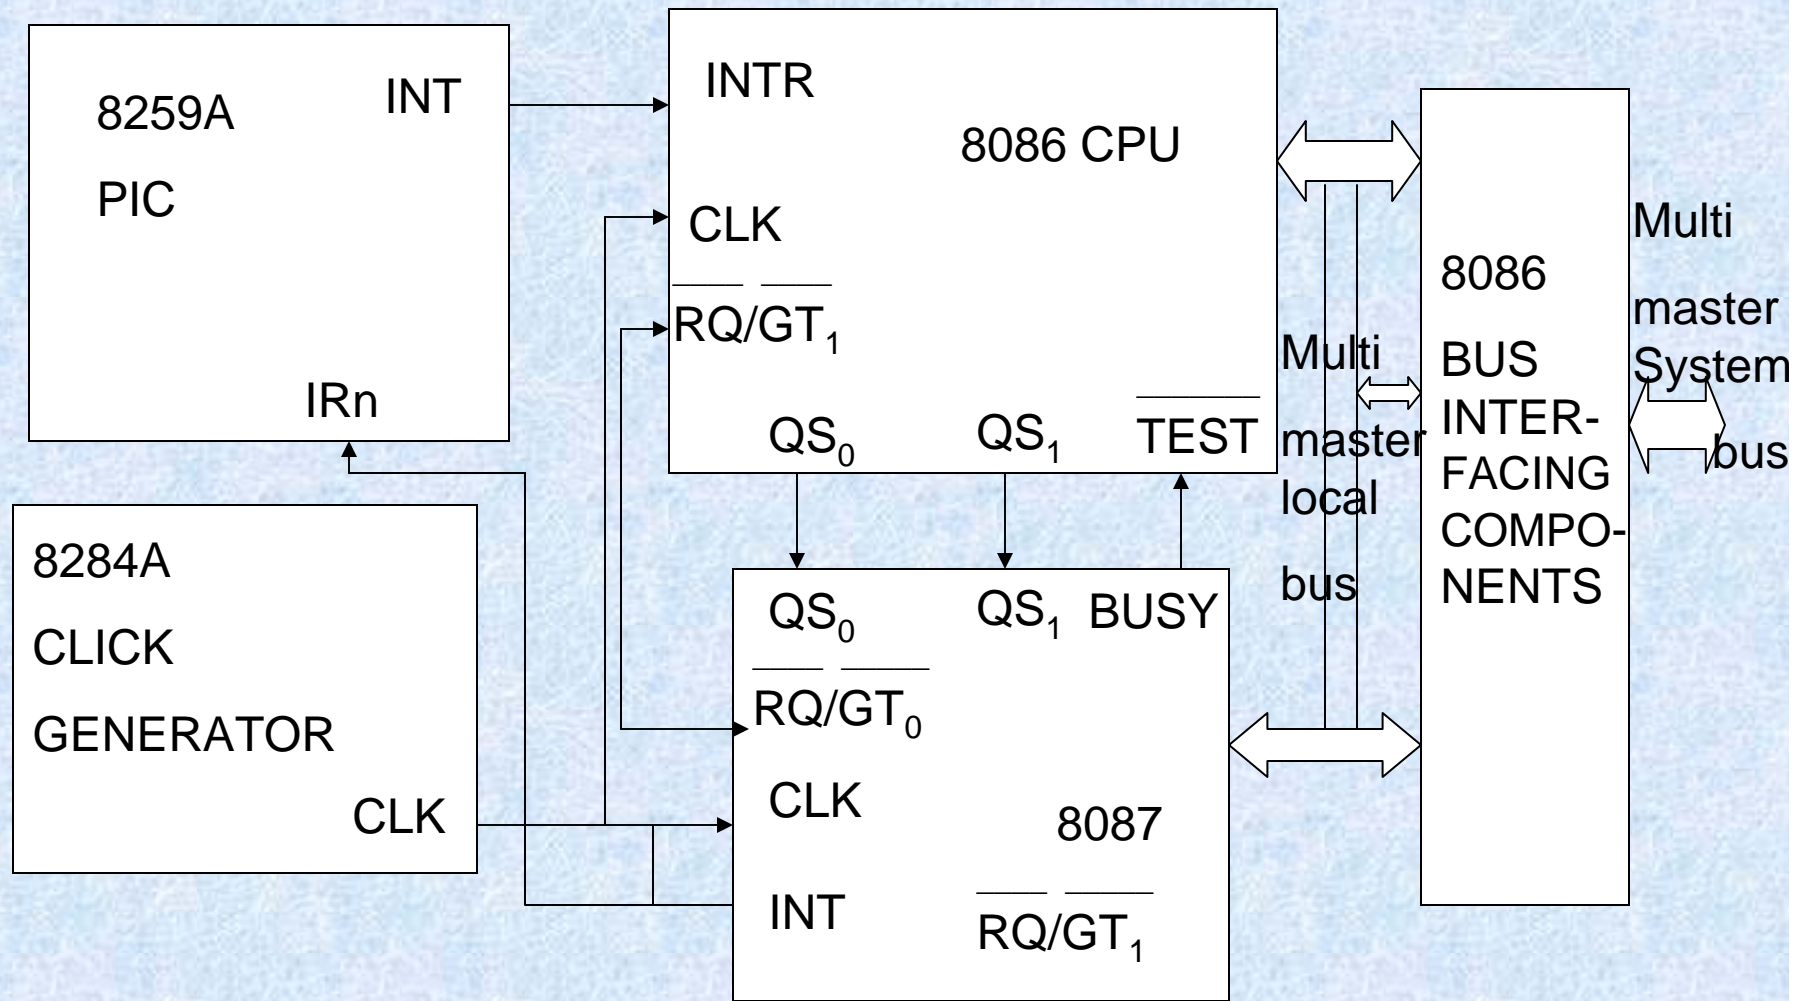 8259A
PIC
INT
IRn
8284A
CLICK
GENERATOR
CLK
INTR
8086 CPU
CLK
RQ/GT1
QS0
QS1
TEST
QS0
QS1
BUSY
RQ/GT0
CLK
8087
INT
RQ/GT1
Multi
master
local
bus
8086
BUS
INTER-
FACING
COMPO-
NENTS
Multi
master
System
bus